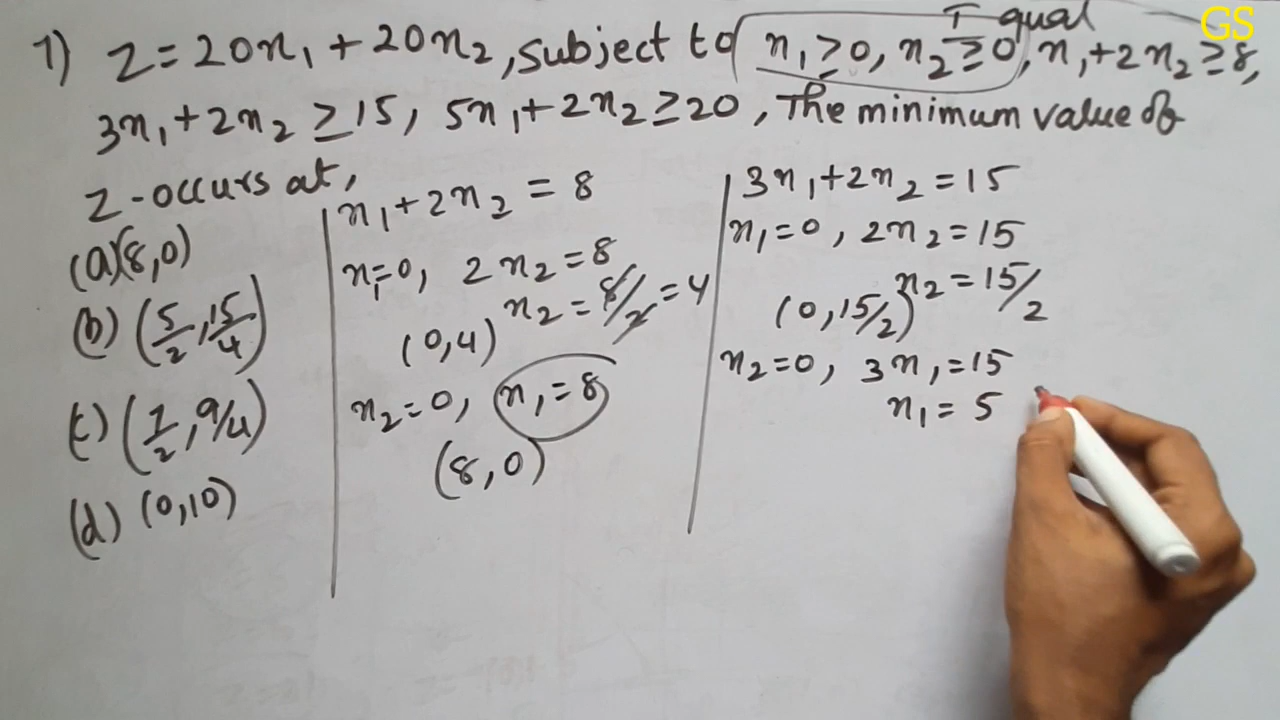 GS
I qual
1) Z=20x₁+20x₂, subject to x₁≥0, x₂≥0, x₁+2x₂≥8,
3x₁+2x₂≥15, 5x₁+2x₂≥20, The minimum value of
Z-occurs at,
(a)(8,0)
(b) (5/2, 15/4)
(c) (7/2, 9/4)
(d) (0,10)
x₁+2x₂=8
x₁=0, 2x₂=8
x₂=8/2=4
(0,4)
x₂=0, x₁=8
(8,0)
3x₁+2x₂=15
x₁=0, 2x₂=15
x₂=15/2
(0,15/2)
x₂=0, 3x₁=15
x₁=5